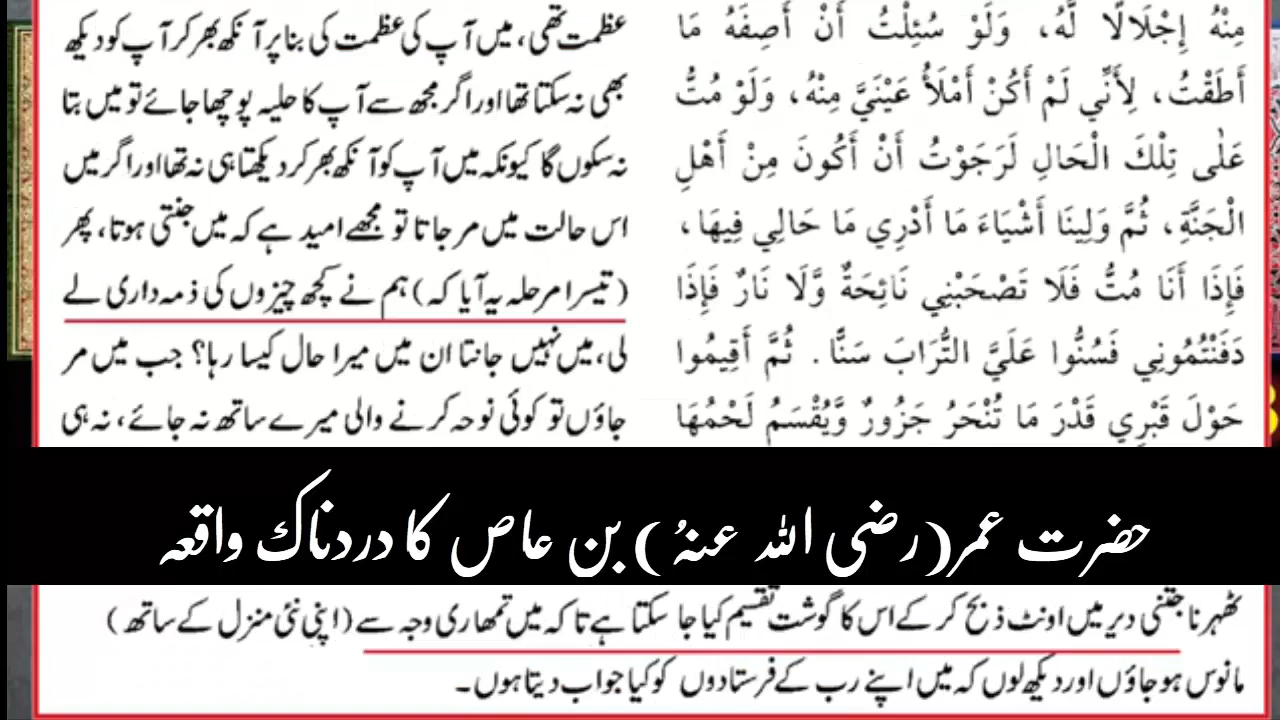 مِنْهُ إِجْلَالًا لَّهُ، وَلَوْ سُئِلْتُ أَنْ أَصِفَهُ مَا
أَطَقْتُ، لِأَنِّي لَمْ أَكُنْ أَمْلَأُ عَيْنَيَّ مِنْهُ، وَلَوْ مُتُّ
عَلٰى تِلْكَ الْحَالِ لَرَجَوْتُ أَنْ أَكُونَ مِنْ أَهْلِ
الْجَنَّةِ، ثُمَّ وَلِينَا أَشْيَاءَ مَا أَدْرِي مَا حَالِي فِيهَا،
فَإِذَا أَنَا مُتُّ فَلَا تَصْحَبْنِي نَائِحَةٌ وَّلَا نَارٌ فَإِذَا
دَفَنْتُمُونِي فَسُنُّوا عَلَيَّ التُّرَابَ سَنًّا . ثُمَّ أَقِيمُوا
حَوْلَ قَبْرِي قَدْرَ مَا تُنْحَرُ جَزُورٌ وَّيُقْسَمُ لَحْمُهَا
عظمت تھی، میں آپ کی عظمت کی بنا پر آنکھ بھر کر آپ کو دیکھ
بھی نہ سکتا تھا اور اگر مجھ سے آپ کا حلیہ پوچھا جائے تو میں بتا
نہ سکوں گا کیونکہ میں آپ کو آنکھ بھر کر دیکھتا ہی نہ تھا اور اگر میں
اس حالت میں مر جاتا تو مجھے امید ہے کہ میں جنتی ہوتا، پھر
(تیسرا مرحلہ یہ آیا کہ) ہم نے کچھ چیزوں کی ذمہ داری لے
لی، میں نہیں جانتا ان میں میرا حال کیسا رہا؟ جب میں مر
جاؤں تو کوئی نوحہ کرنے والی میرے ساتھ نہ جائے، نہ ہی
حضرت عمر(رضی اللہ عنہُ) بن عاص کا دردناک واقعہ
ٹھہرنا جتنی دیر میں اونٹ ذبح کر کے اس کا گوشت تقسیم کیا جا سکتا ہے تاکہ میں تمھاری وجہ سے (اپنی نئی منزل کے ساتھ)
مانوس ہو جاؤں اور دیکھ لوں کہ میں اپنے رب کے فرستادوں کو کیا جواب دیتا ہوں۔